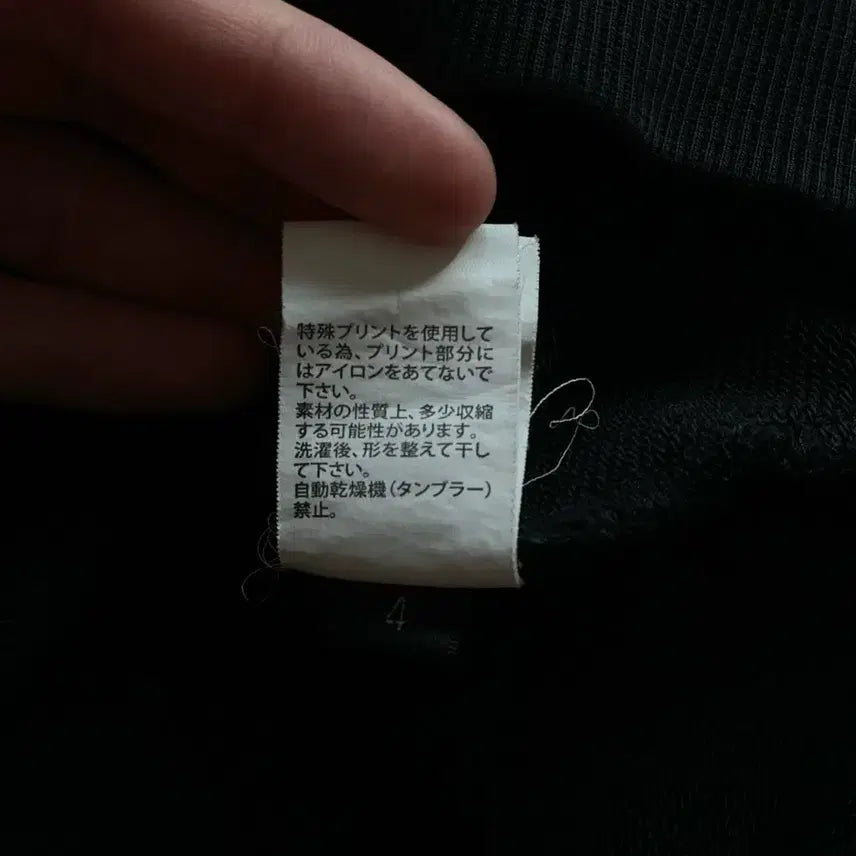 特殊プリントを使用して
いる為、プリント部分に
はアイロンをあてないで
下さい。
素材の性質上、多少収縮
する可能性があります。
洗濯後、形を整えて干し
て下さい。
自動乾燥機(タンブラー)
禁止。
4